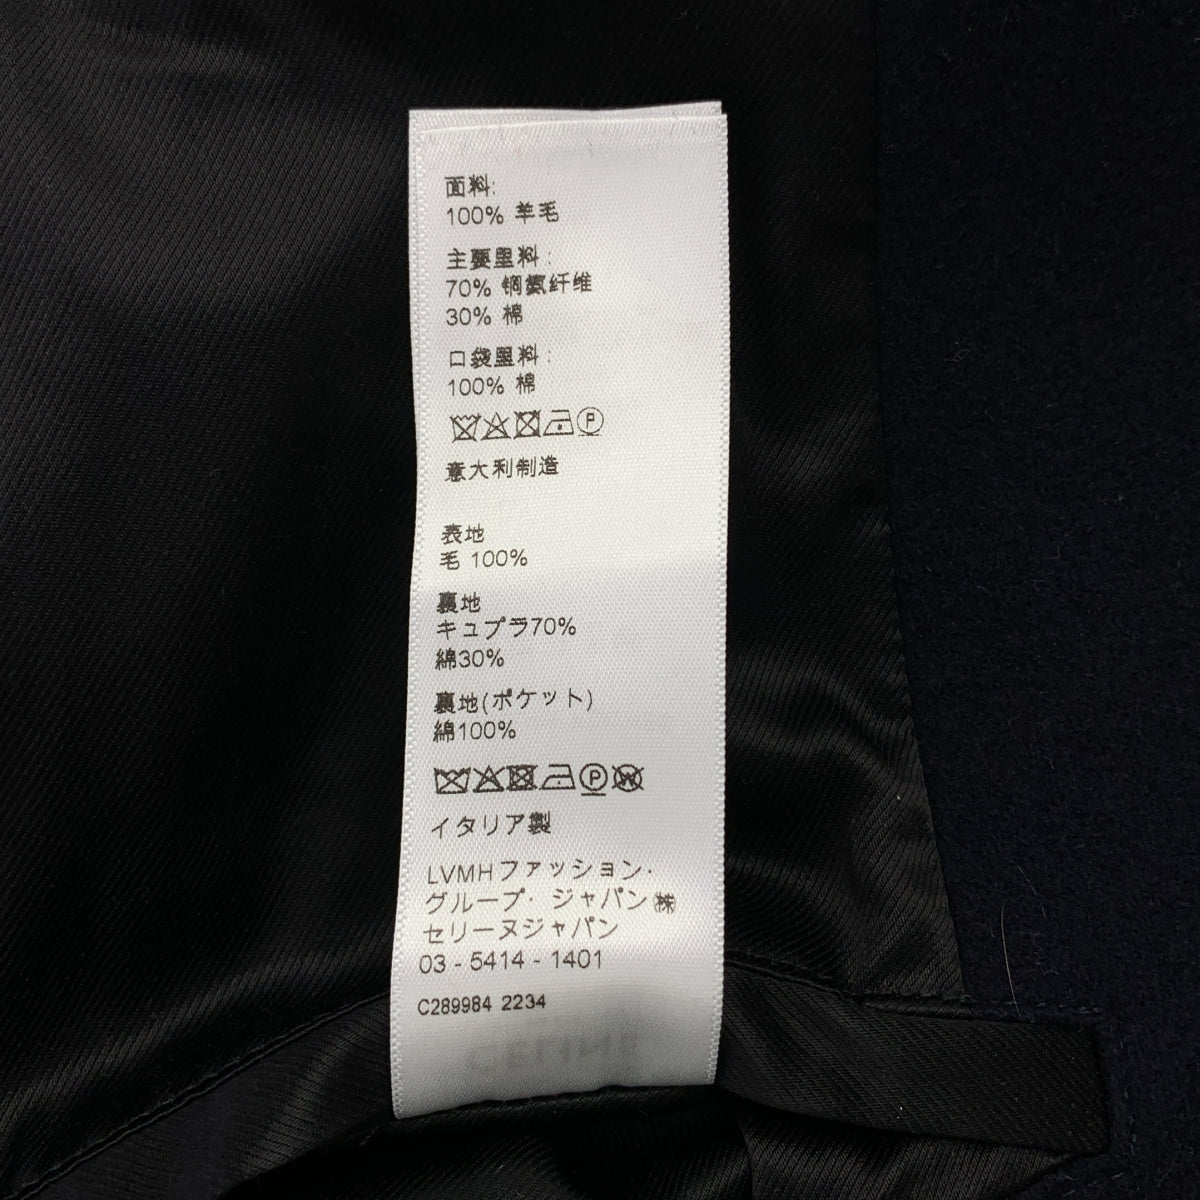 面料:
100% 羊毛
主要里料:
70% 铜氨纤维
30% 棉
口袋里料:
100% 棉
P
意大利制造
表地
毛 100%
裏地
キュプラ70%
綿30%
裏地(ポケット)
綿100%
P W
イタリア製
LVMHファッション・
グループ・ジャパン㈱
セリーヌジャパン
03 - 5414 - 1401
C289984 2234
CELINE